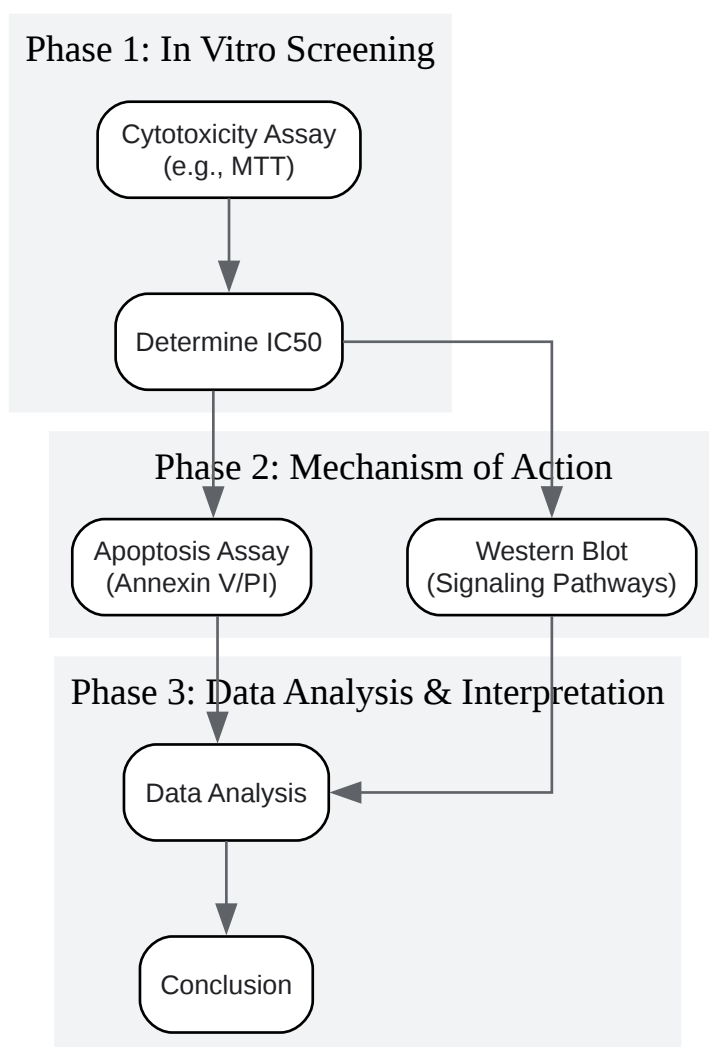 Phase 1: In Vitro Screening
Cytotoxicity Assay
(e.g., MTT)
Determine IC50
Phase 2: Mechanism of Action
Apoptosis Assay
(Annexin V/PI)
Western Blot
(Signaling Pathways)
Phase 3: Data Analysis & Interpretation
Data Analysis
Conclusion